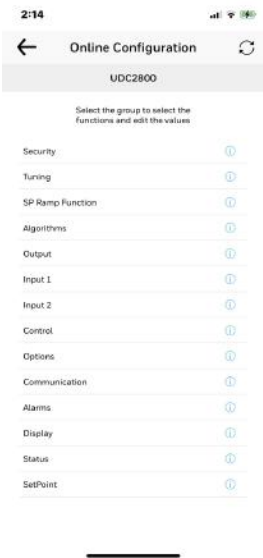 2:14
Online Configuration
UDC2800
Select the group to select the
functions and edit the values
Security
Tuning
SP Ramp Function
Algorithms
Output
Input 1
Input 2
Control
Options
Communication
Alarms
Display
Status
SetPoint